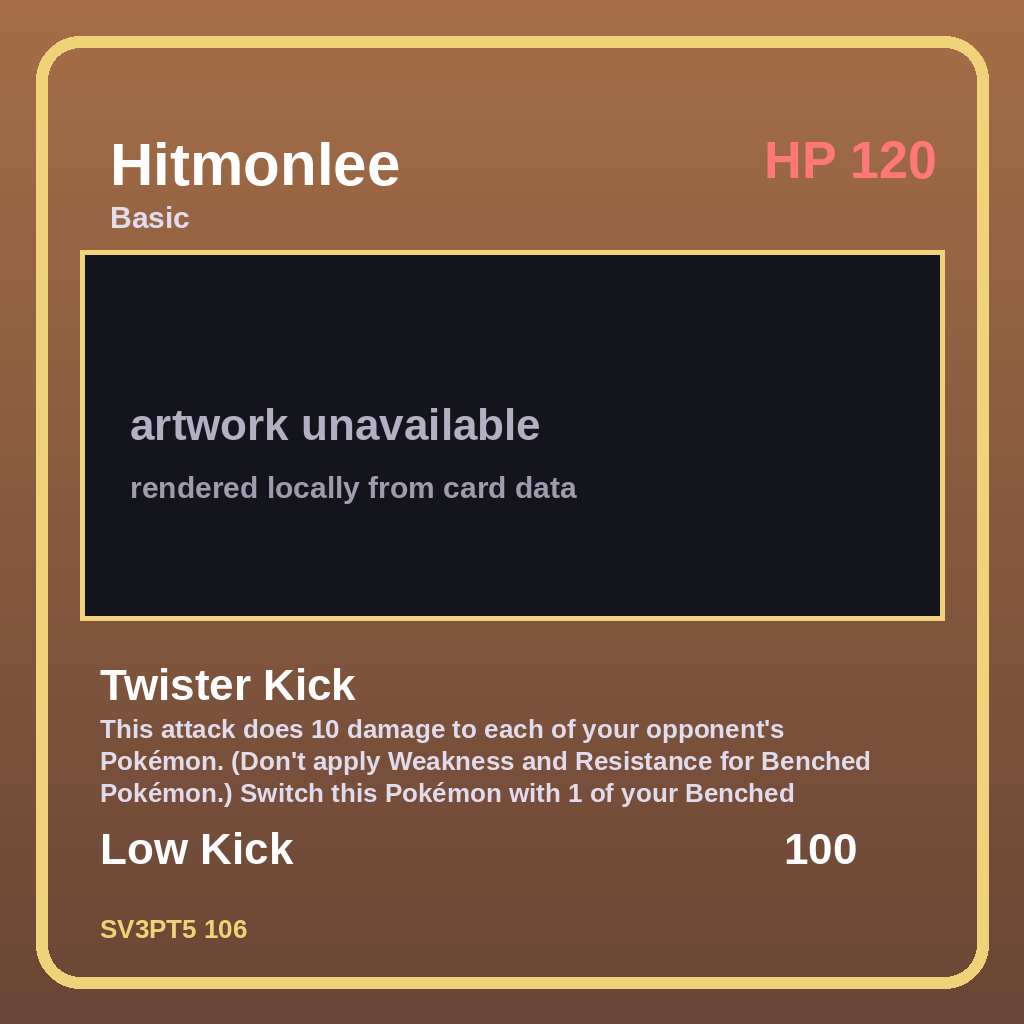 Hitmonlee
HP 120
Basic
artwork unavailable
rendered locally from card data
Twister Kick
This attack does 10 damage to each of your opponent's
Pokémon. (Don't apply Weakness and Resistance for Benched
Pokémon.) Switch this Pokémon with 1 of your Benched
Low Kick
100
SV3PT5 106